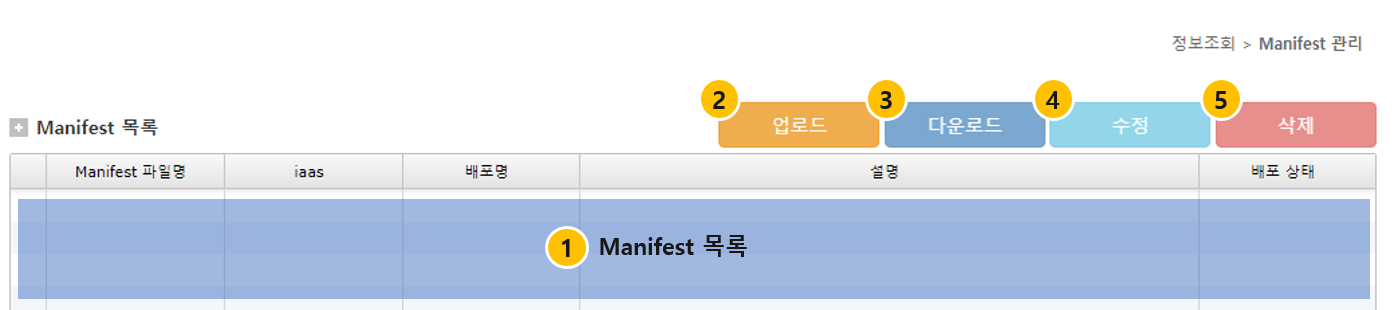 정보조회 > Manifest 관리
Manifest 목록
2 업로드 3 다운로드 4 수정 5 삭제
Manifest 파일명 iaas 배포명 설명 배포 상태
1 Manifest 목록